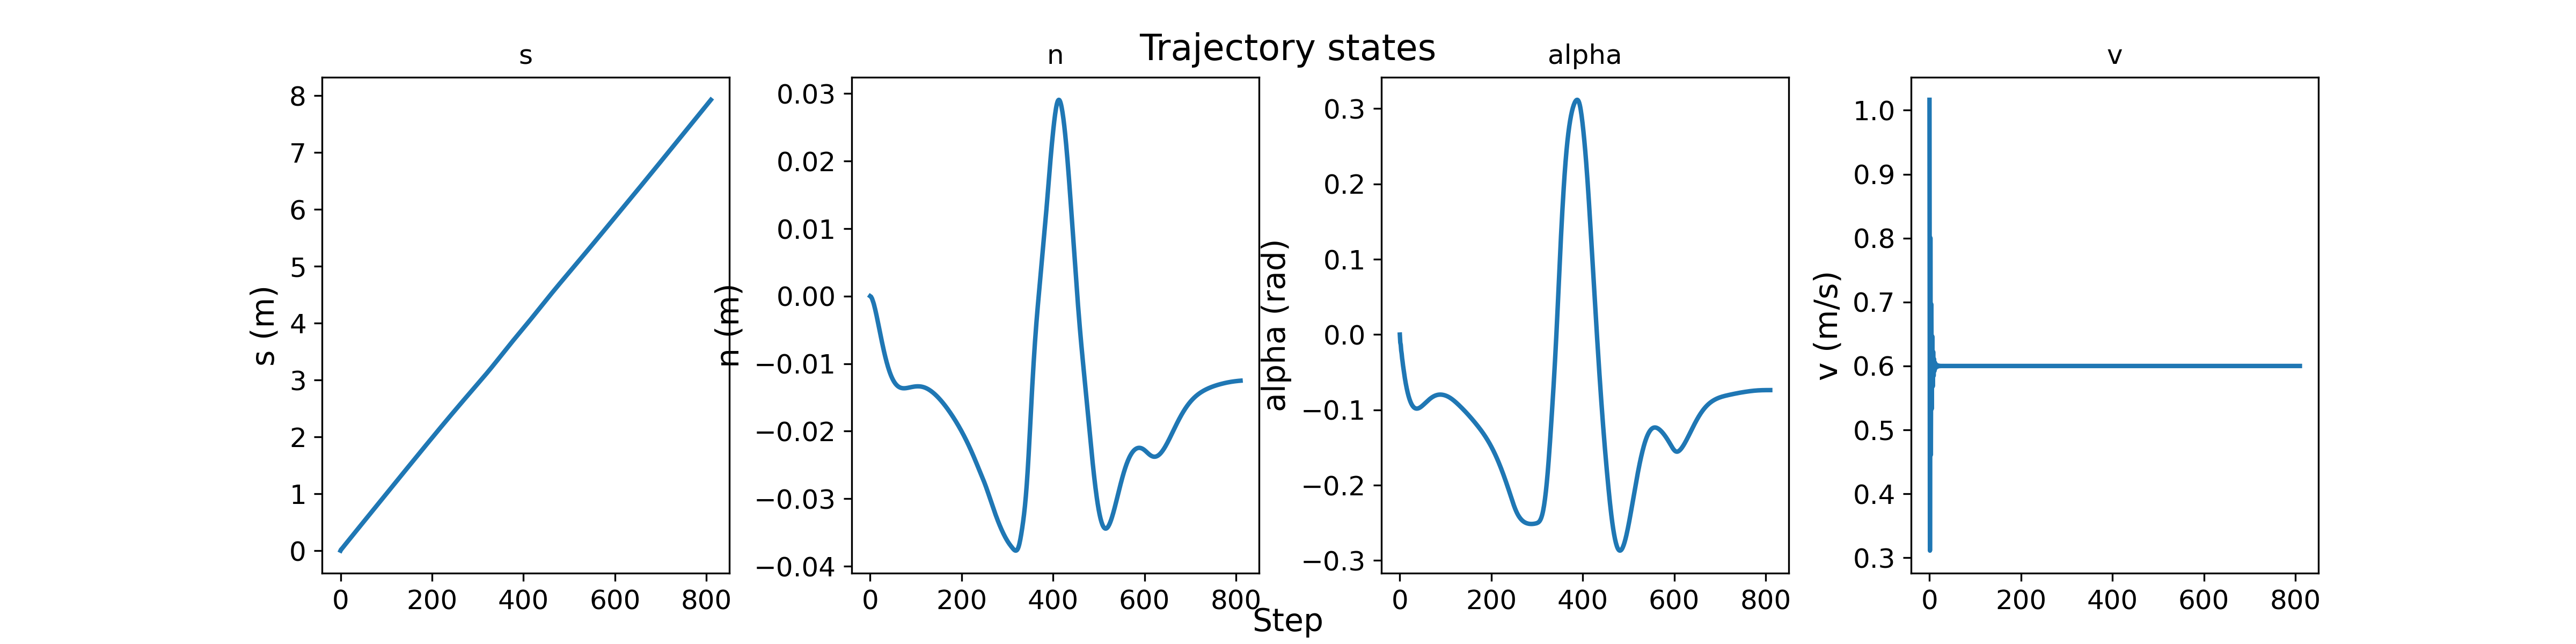 Trajectory states
s
n
alpha
v
s (m)
8
7
6
5
4
3
2
1
0
0 200 400 600 800
n (m)
0.03
0.02
0.01
0.00
−0.01
−0.02
−0.03
−0.04
0 200 400 600 800
alpha (rad)
0.3
0.2
0.1
0.0
−0.1
−0.2
−0.3
0 200 400 600 800
v (m/s)
1.0
0.9
0.8
0.7
0.6
0.5
0.4
0.3
0 200 400 600 800
Step